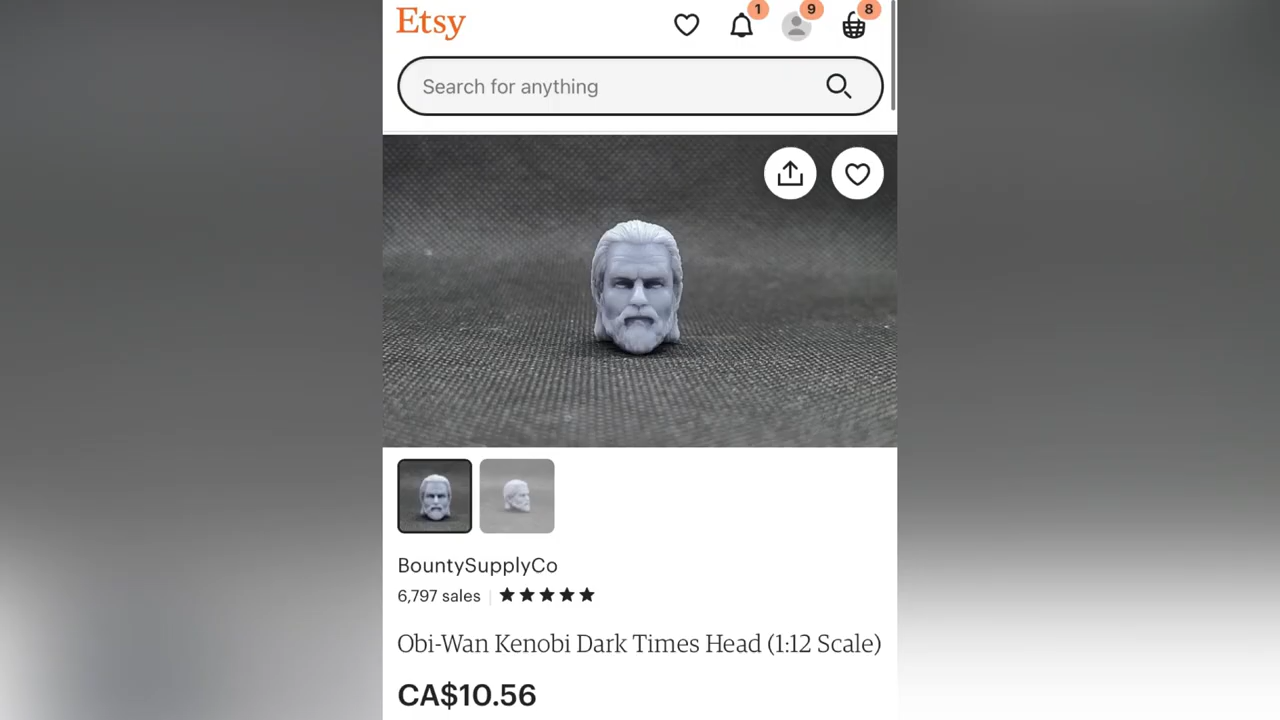 Etsy
1
9
8
Search for anything
BountySupplyCo
6,797 sales
Obi-Wan Kenobi Dark Times Head (1:12 Scale)
CA$10.56